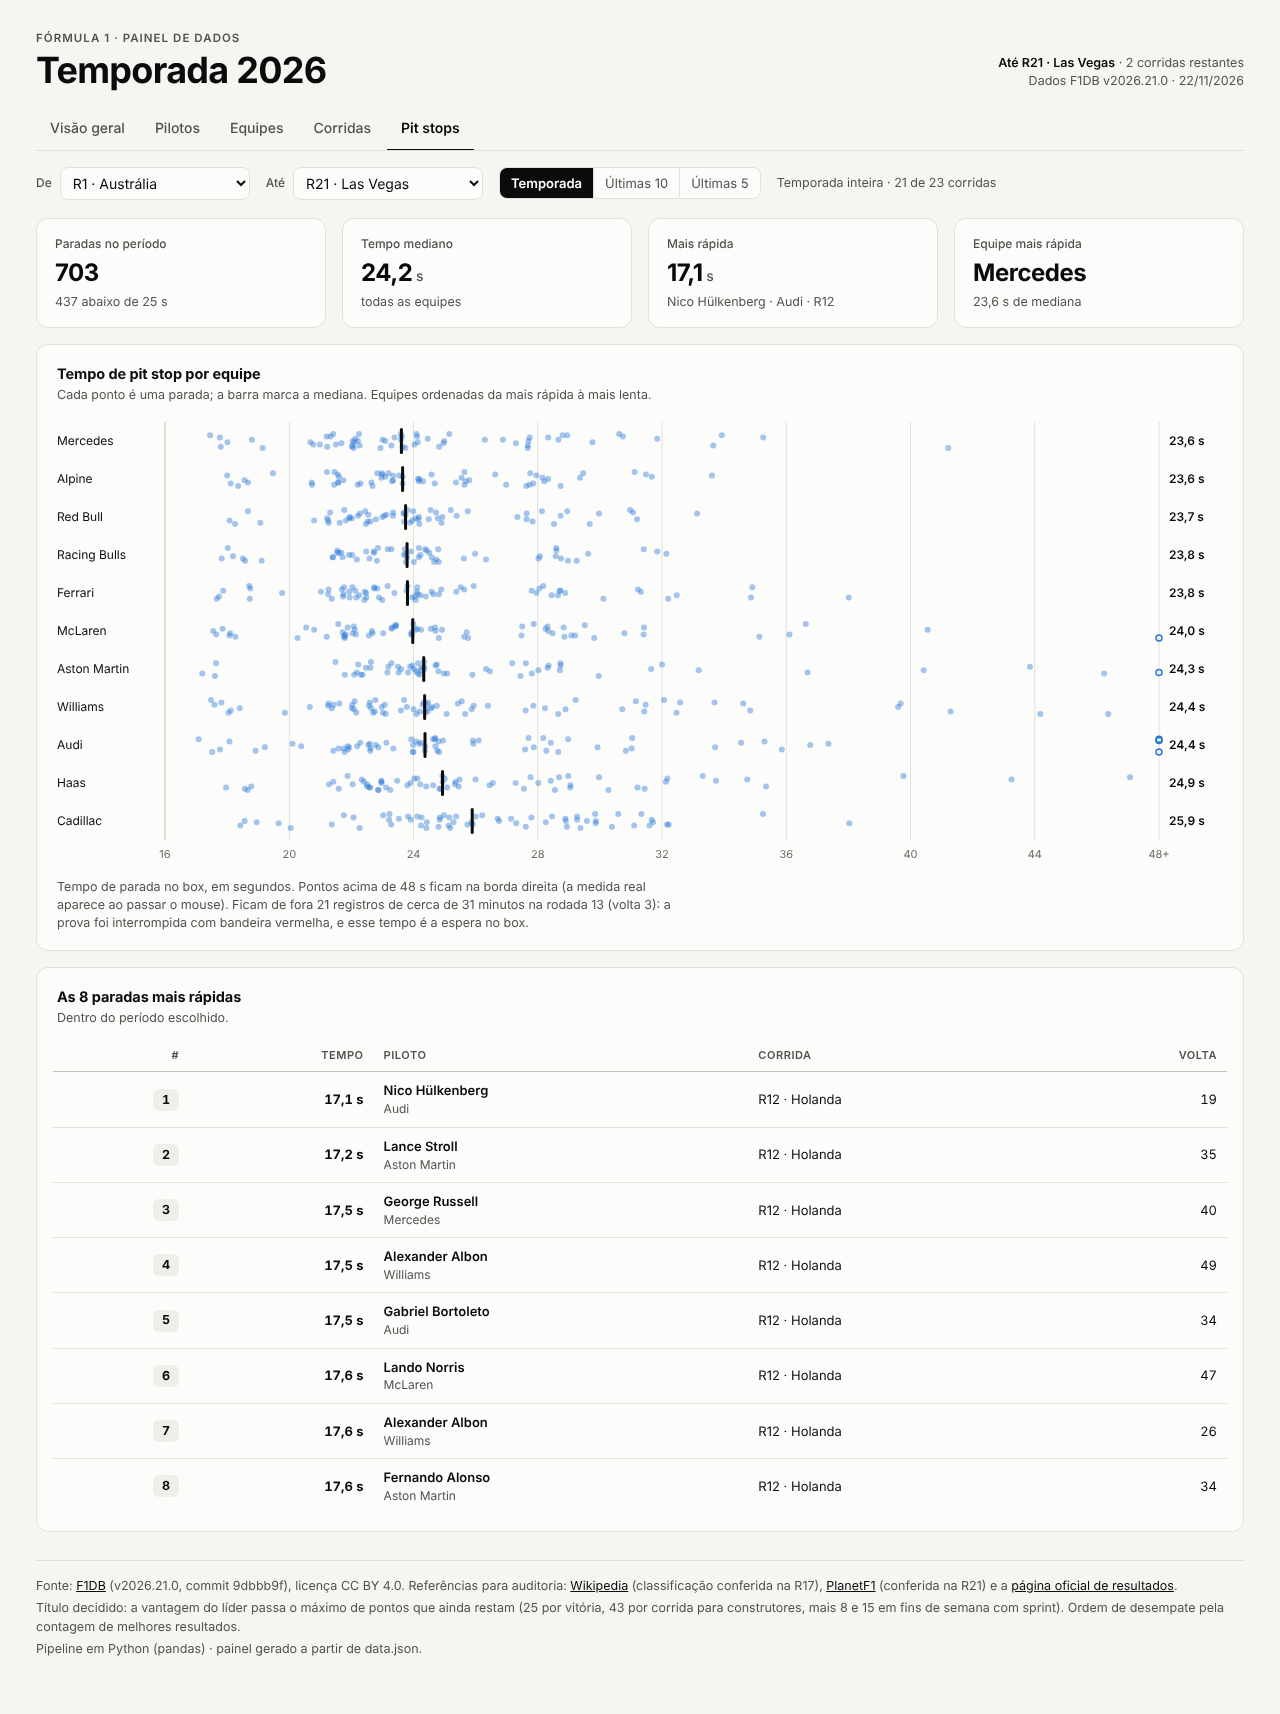 FÓRMULA 1 · PAINEL DE DADOS
Temporada 2026
Até R21 · Las Vegas · 2 corridas restantes
Dados F1DB v2026.21.0 · 22/11/2026
Visão geral Pilotos Equipes Corridas Pit stops
De R1 · Austrália Até R21 · Las Vegas Temporada Últimas 10 Últimas 5 Temporada inteira · 21 de 23 corridas
Paradas no período
703
437 abaixo de 25 s
Tempo mediano
24,2 s
todas as equipes
Mais rápida
17,1 s
Nico Hülkenberg · Audi · R12
Equipe mais rápida
Mercedes
23,6 s de mediana
Tempo de pit stop por equipe
Cada ponto é uma parada; a barra marca a mediana. Equipes ordenadas da mais rápida à mais lenta.
Mercedes 23,6 s
Alpine 23,6 s
Red Bull 23,7 s
Racing Bulls 23,8 s
Ferrari 23,8 s
McLaren 24,0 s
Aston Martin 24,3 s
Williams 24,4 s
Audi 24,4 s
Haas 24,9 s
Cadillac 25,9 s
16 20 24 28 32 36 40 44 48+
Tempo de parada no box, em segundos. Pontos acima de 48 s ficam na borda direita (a medida real
aparece ao passar o mouse). Ficam de fora 21 registros de cerca de 31 minutos na rodada 13 (volta 3): a
prova foi interrompida com bandeira vermelha, e esse tempo é a espera no box.
As 8 paradas mais rápidas
Dentro do período escolhido.
# TEMPO PILOTO CORRIDA VOLTA
1 17,1 s Nico Hülkenberg R12 · Holanda 19
Audi
2 17,2 s Lance Stroll R12 · Holanda 35
Aston Martin
3 17,5 s George Russell R12 · Holanda 40
Mercedes
4 17,5 s Alexander Albon R12 · Holanda 49
Williams
5 17,5 s Gabriel Bortoleto R12 · Holanda 34
Audi
6 17,6 s Lando Norris R12 · Holanda 47
McLaren
7 17,6 s Alexander Albon R12 · Holanda 26
Williams
8 17,6 s Fernando Alonso R12 · Holanda 34
Aston Martin
Fonte: F1DB (v2026.21.0, commit 9dbbb9f), licença CC BY 4.0. Referências para auditoria: Wikipedia (classificação conferida na R17), PlanetF1 (conferida na R21) e a página oficial de resultados.
Título decidido: a vantagem do líder passa o máximo de pontos que ainda restam (25 por vitória, 43 por corrida para construtores, mais 8 e 15 em fins de semana com sprint). Ordem de desempate pela
contagem de melhores resultados.
Pipeline em Python (pandas) · painel gerado a partir de data.json.